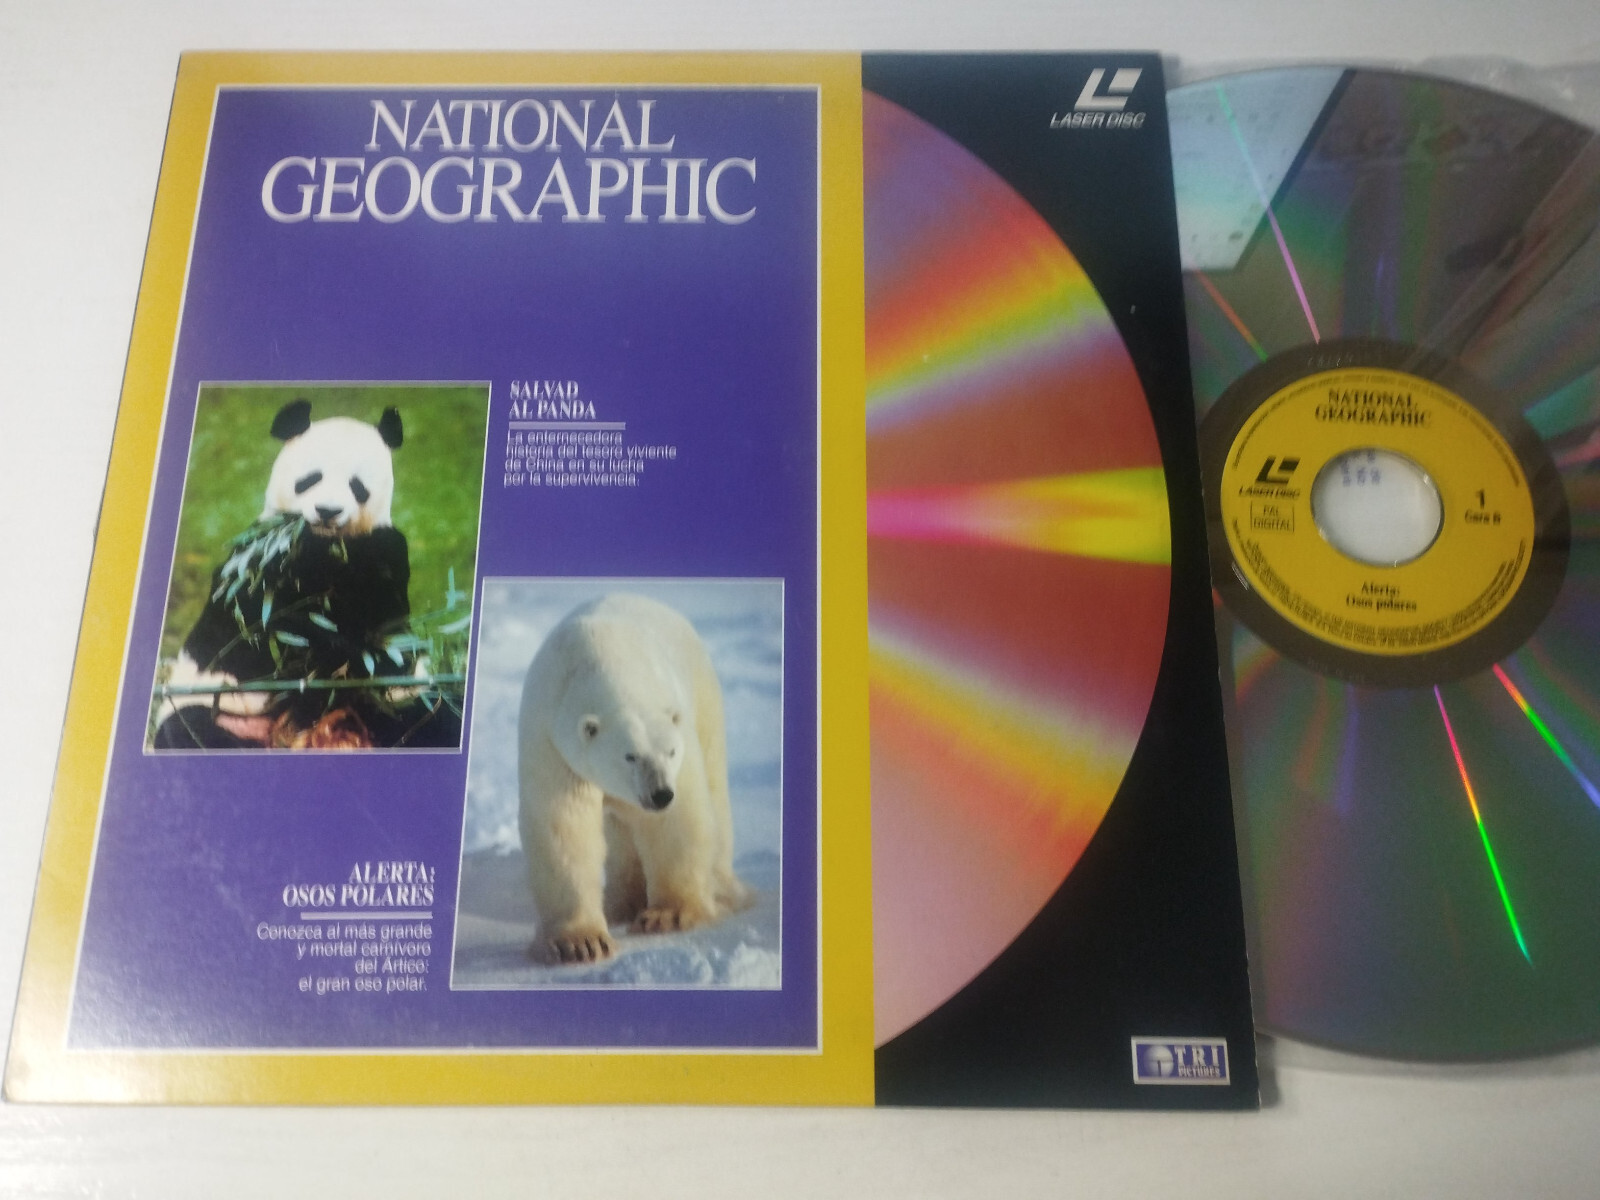 NATIONAL
GEOGRAPHIC
SALVAD
AL PANDA
La enternecedora
historia del tesoro viviente
de China en su lucha
por la supervivencia.
ALERTA:
OSOS POLARES
Conozca al más grande
y mortal carnívoro
del Ártico:
el gran oso polar.
LASER DISC
TRI
PICTURES
NATIONAL
GEOGRAPHIC
LASER DISC
PAL
DIGITAL
1
Cara B
Alerta:
Osos polares